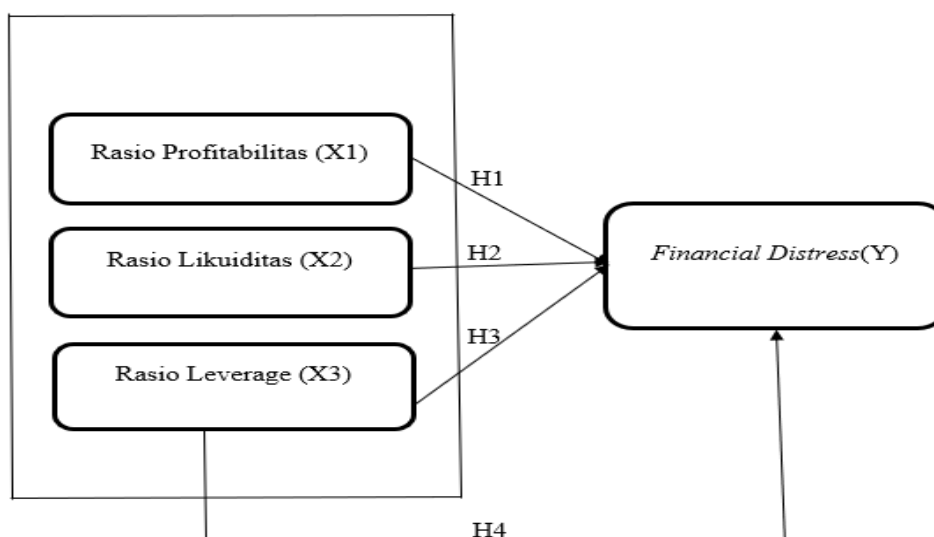 Rasio Profitabilitas (X1)
H1
Rasio Likuiditas (X2)
H2
Financial Distress(Y)
H3
Rasio Leverage (X3)
H4